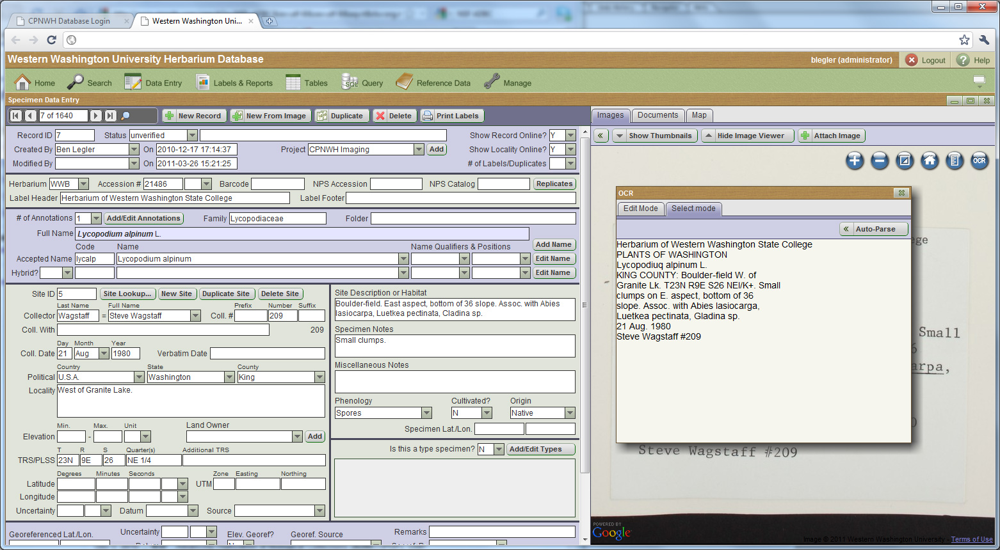 CPNWH Database Login
Western Washington Uni...
Western Washington University Herbarium Database
blegler (administrator)
Logout
Help
Home
Search
Data Entry
Labels & Reports
Tables
SQL
Query
Reference Data
Manage
Specimen Data Entry
7 of 1640
New Record
New From Image
Duplicate
Delete
Print Labels
Record ID 7 Status unverified Show Record Online? Y
Created By Ben Legler On 2010-12-17 17:14:37 Project CPNWH Imaging Add Show Locality Online? Y
Modified By On 2011-03-26 15:21:25 # of Labels/Duplicates
Herbarium WWB Accession # 21486 Barcode NPS Accession NPS Catalog Replicates
Label Header Herbarium of Western Washington State College Label Footer
# of Annotations 1 Add/Edit Annotations Family Lycopodiaceae Folder
Full Name Lycopodium alpinum L.
Code Name Name Qualifiers & Positions Add Name
Accepted Name lycalp Lycopodium alpinum Edit Name
Hybrid? Edit Name
Site ID 5 Site Lookup... New Site Duplicate Site Delete Site
Last Name Full Name Prefix Number Suffix
Collector Wagstaff = Steve Wagstaff Coll. # 209
Coll. With 209
Day Month Year
Coll. Date 21 Aug 1980 Verbatim Date
Country State County
Political U.S.A. Washington King
Locality West of Granite Lake.
Min. Max. Unit Land Owner
Elevation - Add
T R S Quarter(s) Additional TRS
TRS/PLSS 23N 9E 26 NE 1/4
Degrees Minutes Seconds Zone Easting Northing
Latitude UTM
Longitude
Uncertainty Datum Source
Site Description or Habitat
Boulder-field. East aspect, bottom of 36 slope. Assoc. with Abies
lasiocarpa, Luetkea pectinata, Cladina sp.
Specimen Notes
Small clumps.
Miscellaneous Notes
Phenology Cultivated? Origin
Spores N Native
Specimen Lat./Lon.
Is this a type specimen? N Add/Edit Types
Georeferenced Lat./Lon. Uncertainty Elev. Georef? Georef. Source Remarks
Images
Documents
Map
Show Thumbnails
Hide Image Viewer
Attach Image
OCR
OCR
Edit Mode
Select mode
Auto-Parse
Herbarium of Western Washington State College
PLANTS OF WASHINGTON
Lycopodiuq alpinum L.
KING COUNTY: Boulder-field W. of
Granite Lk. T23N R9E S26 NEI/K+. Small
clumps on E. aspect, bottom of 36
slope. Assoc. with Abies lasiocarga,
Luetkea pectinata, Gladina sp.
21 Aug. 1980
Steve Wagstaff #209
ege
Small
6
arpa,
Steve Wagstaff #209
POWERED BY
Google
Image © 2011 Western Washington University - Terms of Use